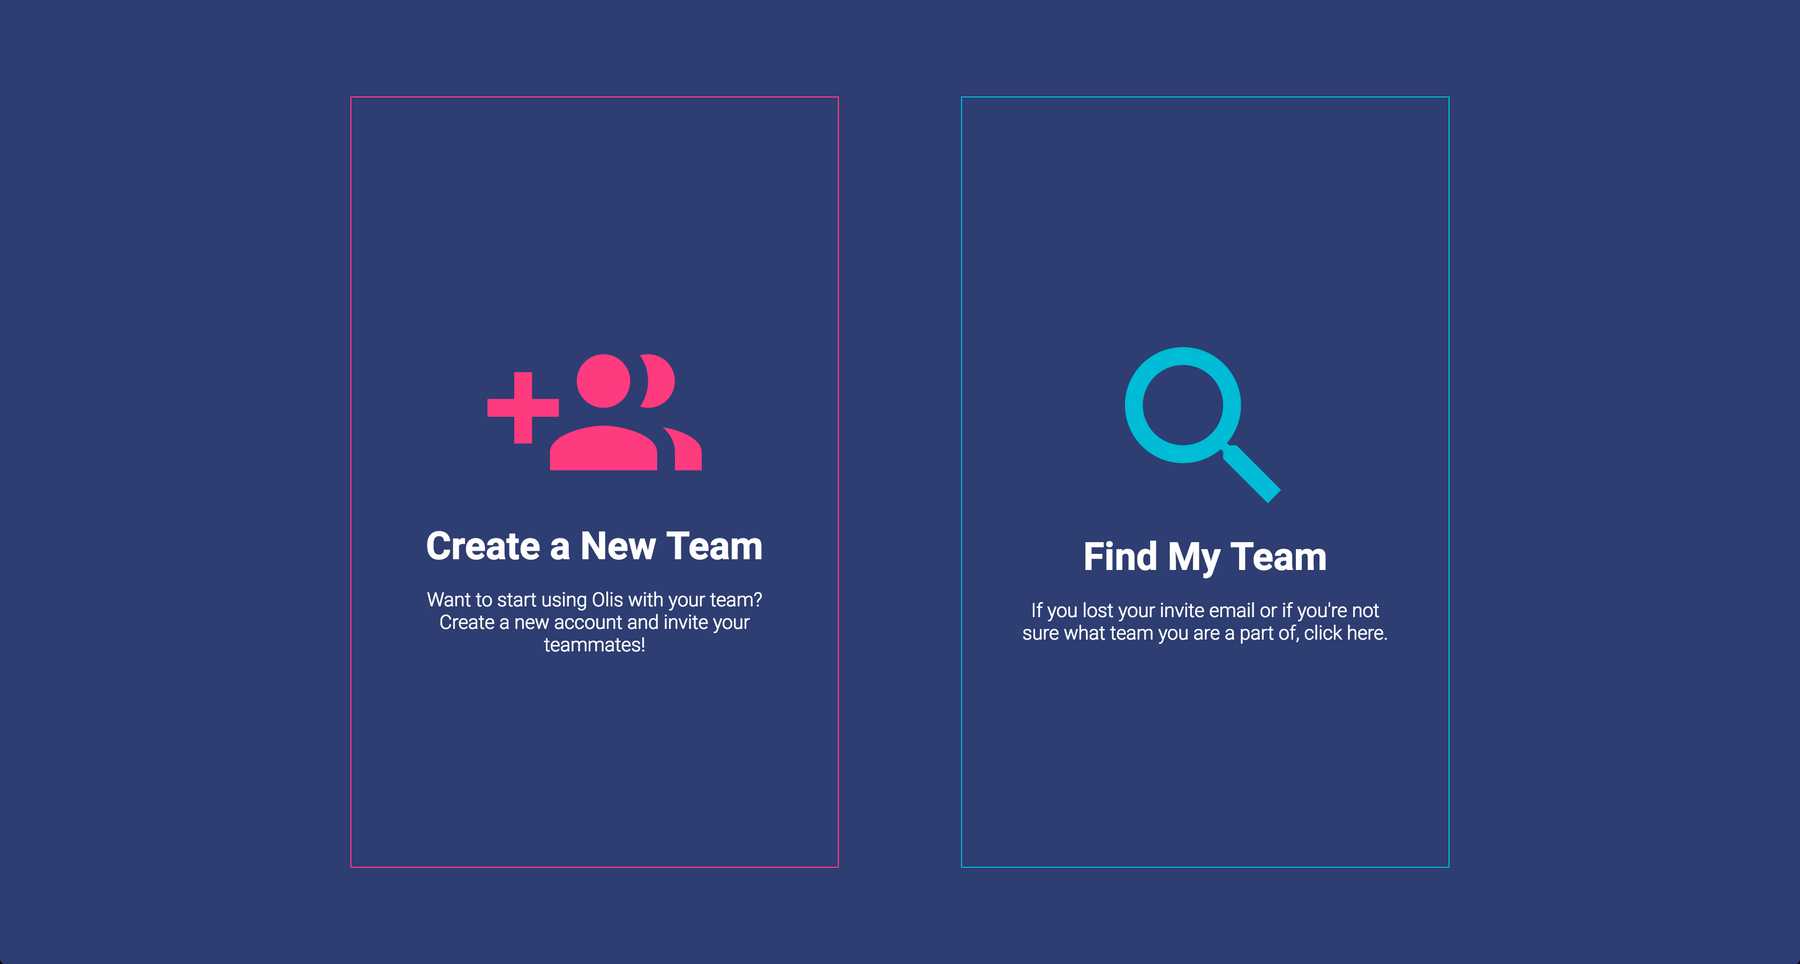 Create a New Team
Want to start using Olis with your team?
Create a new account and invite your
teammates!
Find My Team
If you lost your invite email or if you're not
sure what team you are a part of, click here.